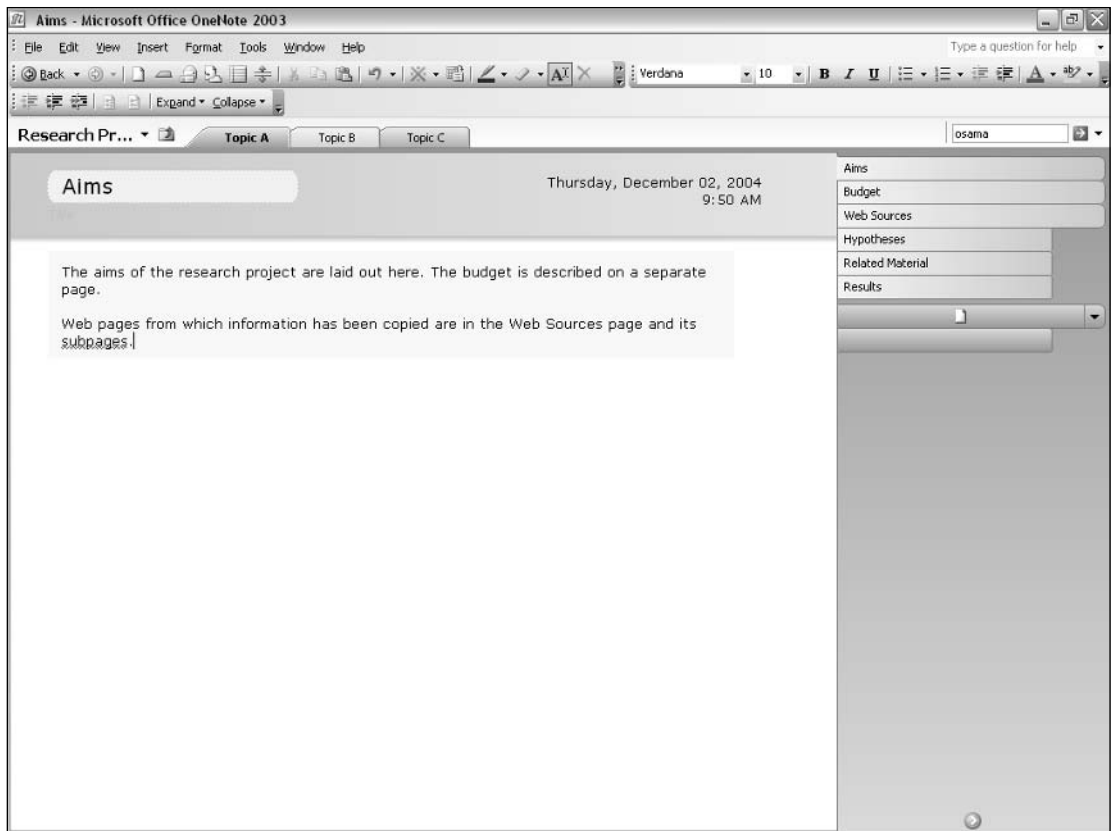 Aims - Microsoft Office OneNote 2003
File Edit View Insert Format Tools Window Help Type a question for help
Back Verdana 10 B I U A ab
Expand Collapse
Research Pr... Topic A Topic B Topic C osama
Aims
Thursday, December 02, 2004
9:50 AM
The aims of the research project are laid out here. The budget is described on a separate
page.
Web pages from which information has been copied are in the Web Sources page and its
subpages.
Aims
Budget
Web Sources
Hypotheses
Related Material
Results